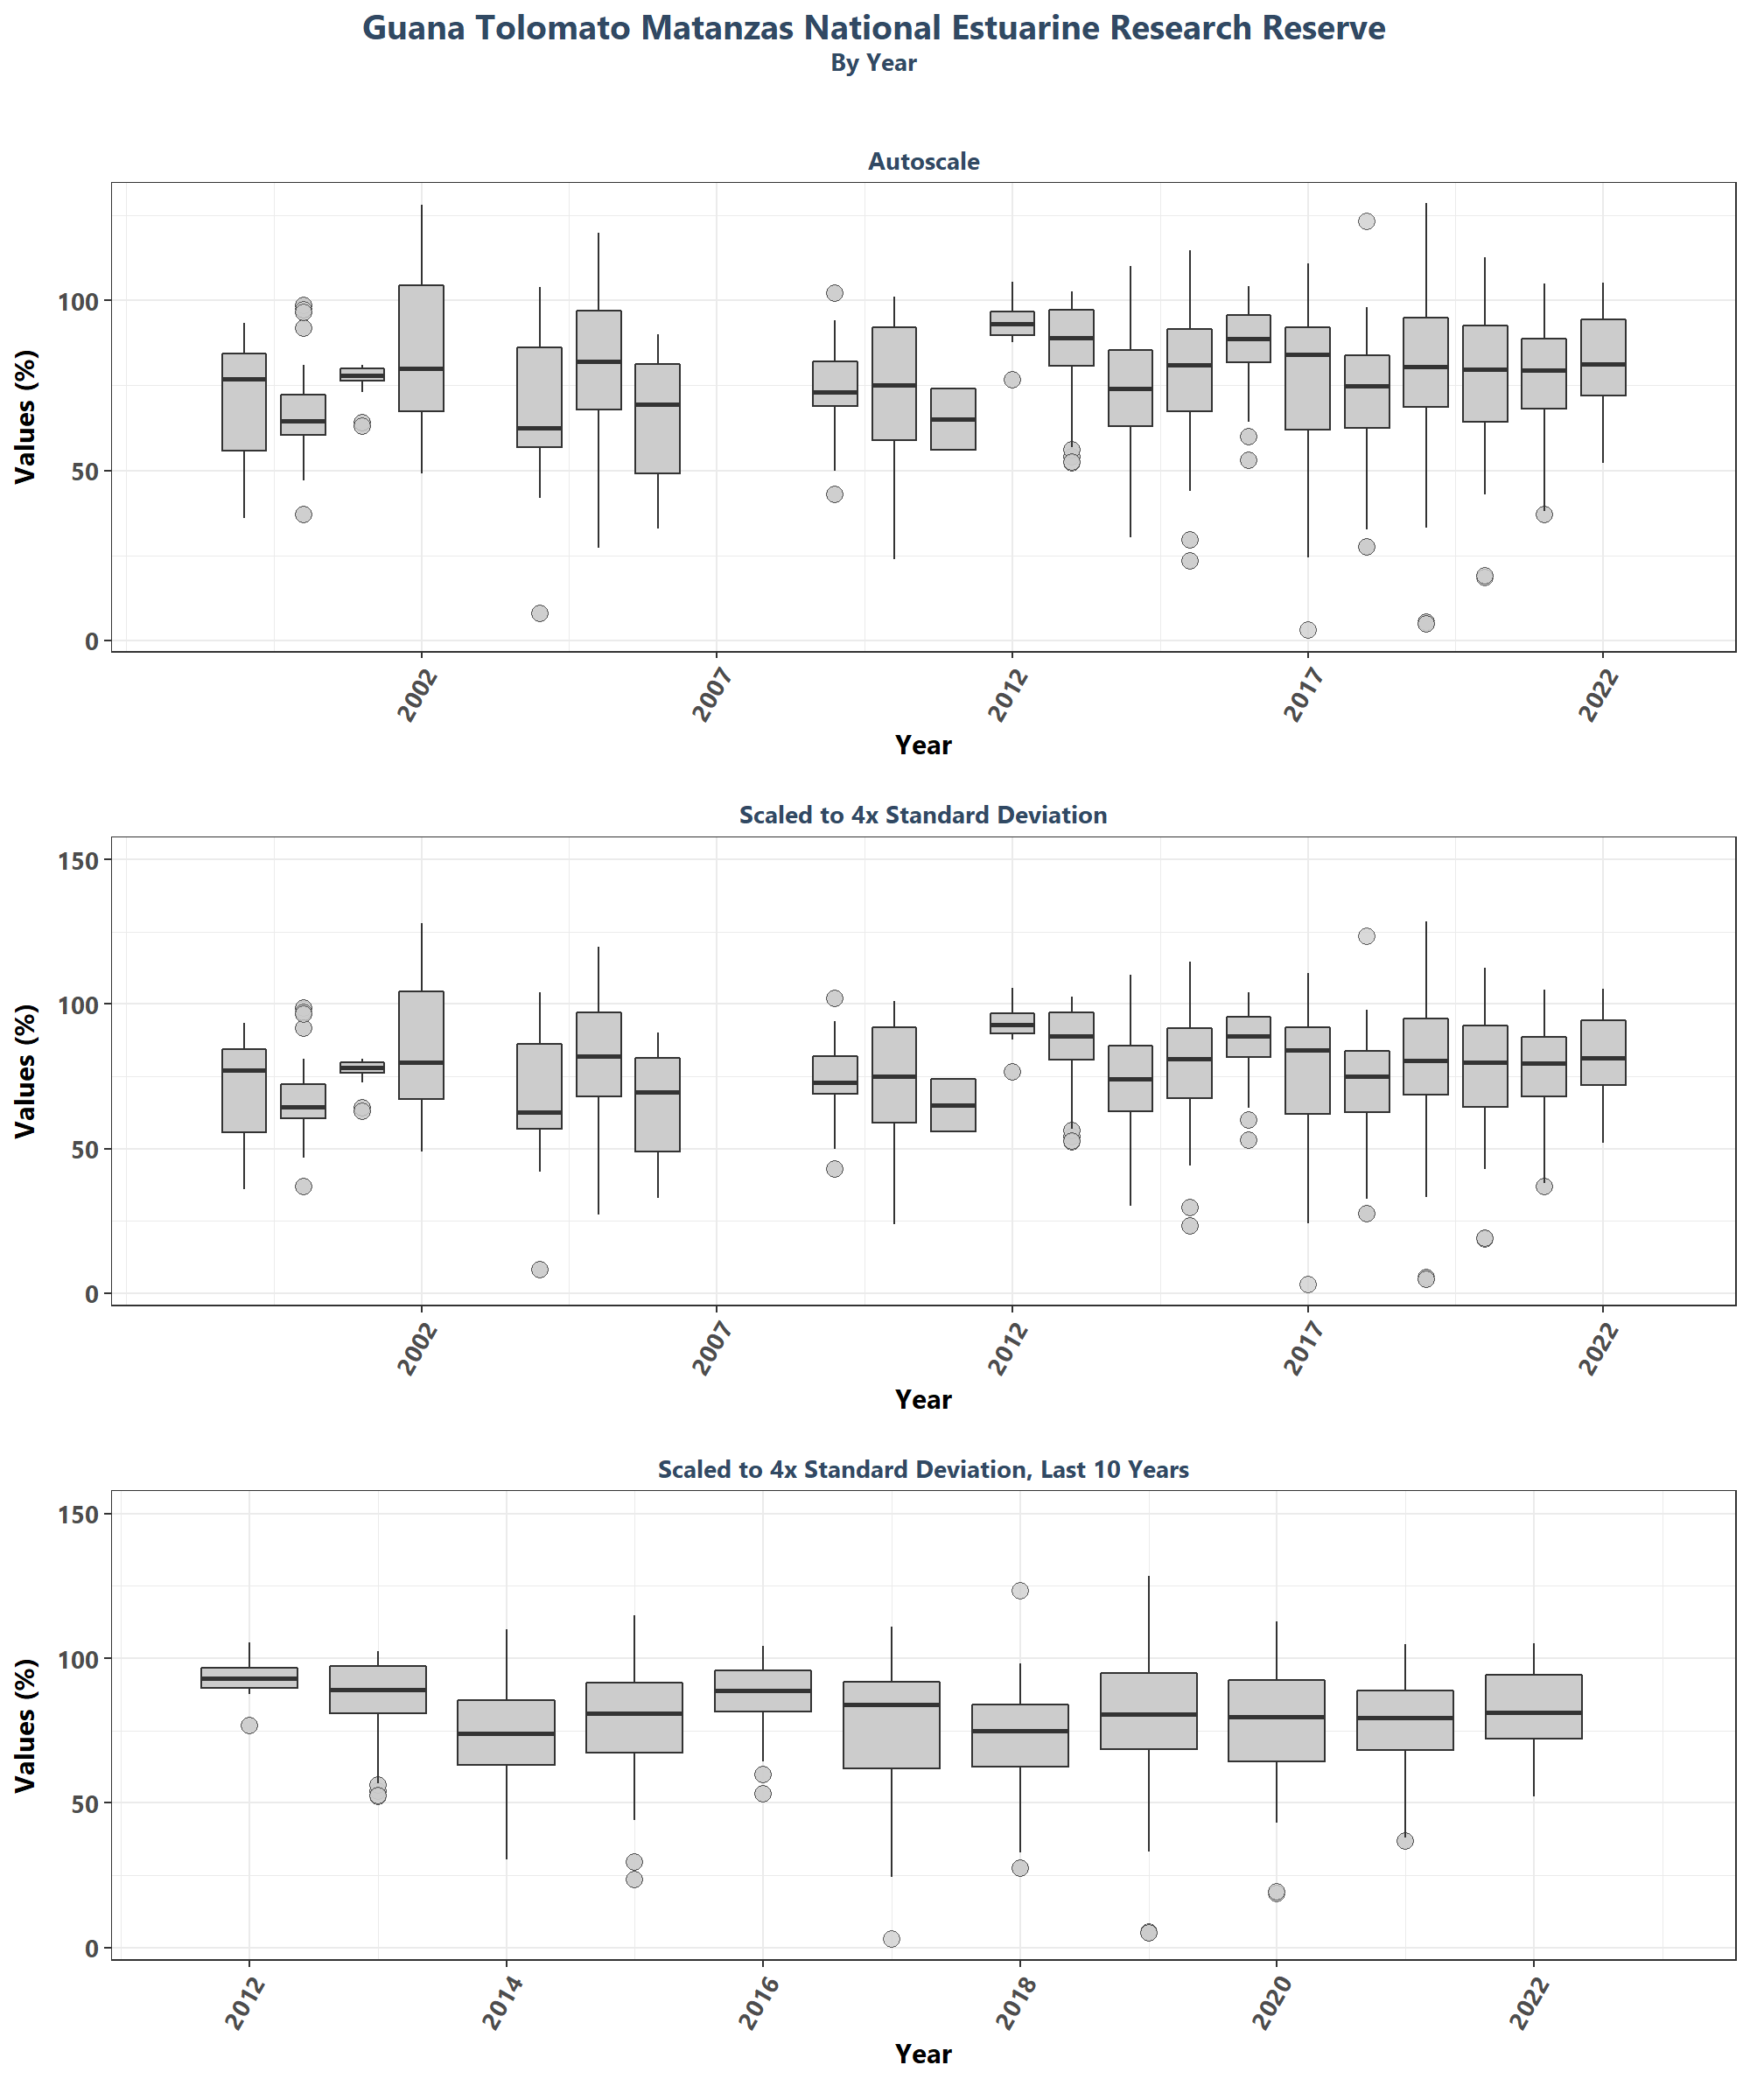 Guana Tolomato Matanzas National Estuarine Research Reserve
By Year
Autoscale
Values (%)
100
50
0
2002
2007
2012
2017
2022
Year
Scaled to 4x Standard Deviation
Values (%)
150
100
50
0
2002
2007
2012
2017
2022
Year
Scaled to 4x Standard Deviation, Last 10 Years
Values (%)
150
100
50
0
2012
2014
2016
2018
2020
2022
Year